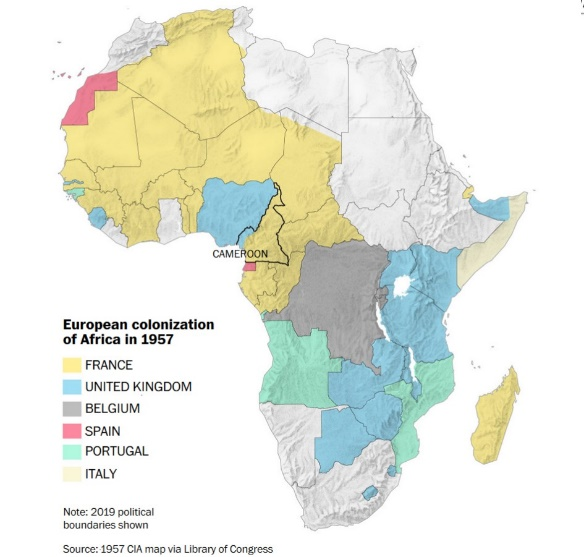 CAMEROON
European colonization
of Africa in 1957
FRANCE
UNITED KINGDOM
BELGIUM
SPAIN
PORTUGAL
ITALY
Note: 2019 political
boundaries shown
Source: 1957 CIA map via Library of Congress